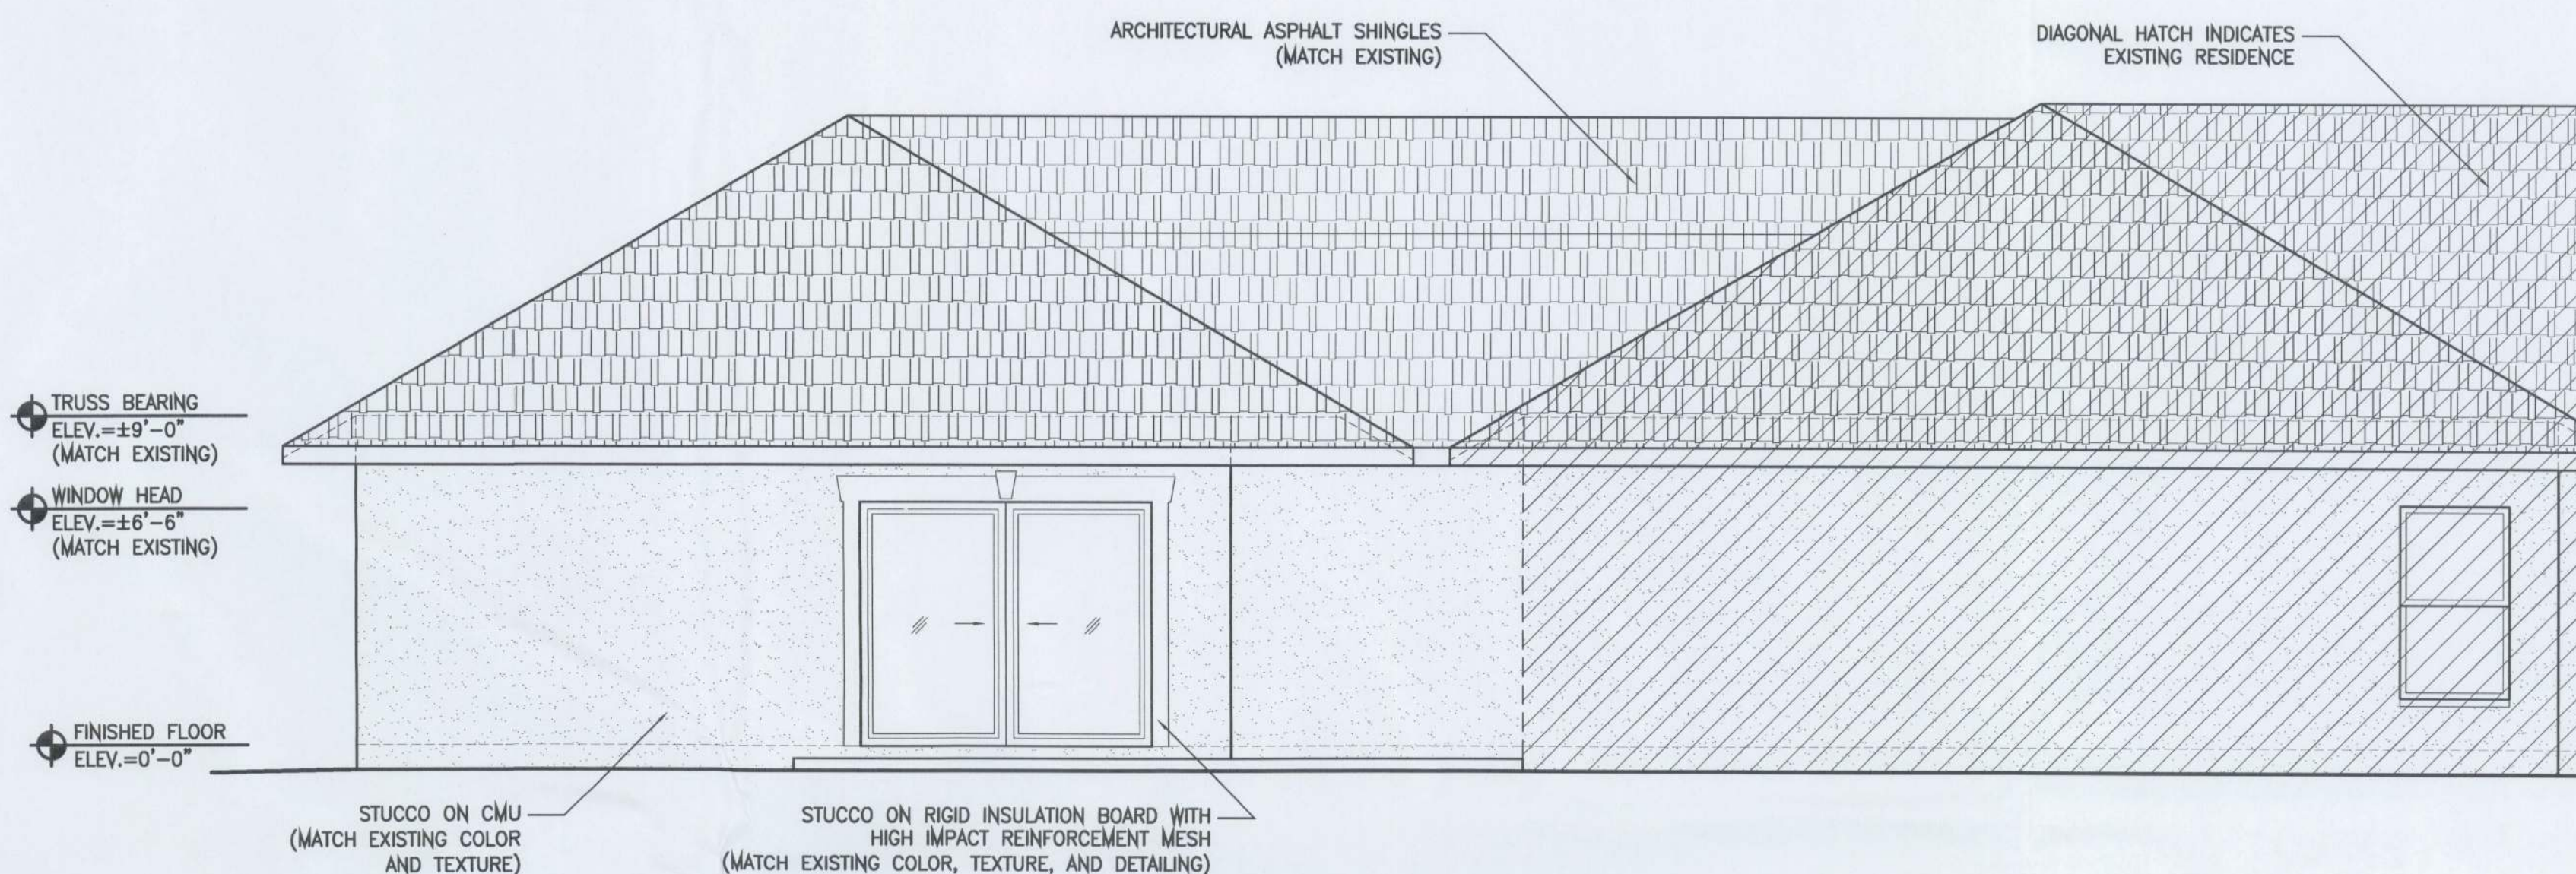 ARCHITECTURAL ASPHALT SHINGLES
(MATCH EXISTING)
DIAGONAL HATCH INDICATES
EXISTING RESIDENCE
TRUSS BEARING
ELEV.=±9'-0"
(MATCH EXISTING)
WINDOW HEAD
ELEV.=±6'-6"
(MATCH EXISTING)
FINISHED FLOOR
ELEV.=0'-0"
STUCCO ON CMU
(MATCH EXISTING COLOR
AND TEXTURE)
STUCCO ON RIGID INSULATION BOARD WITH
HIGH IMPACT REINFORCEMENT MESH
(MATCH EXISTING COLOR, TEXTURE, AND DETAILING)